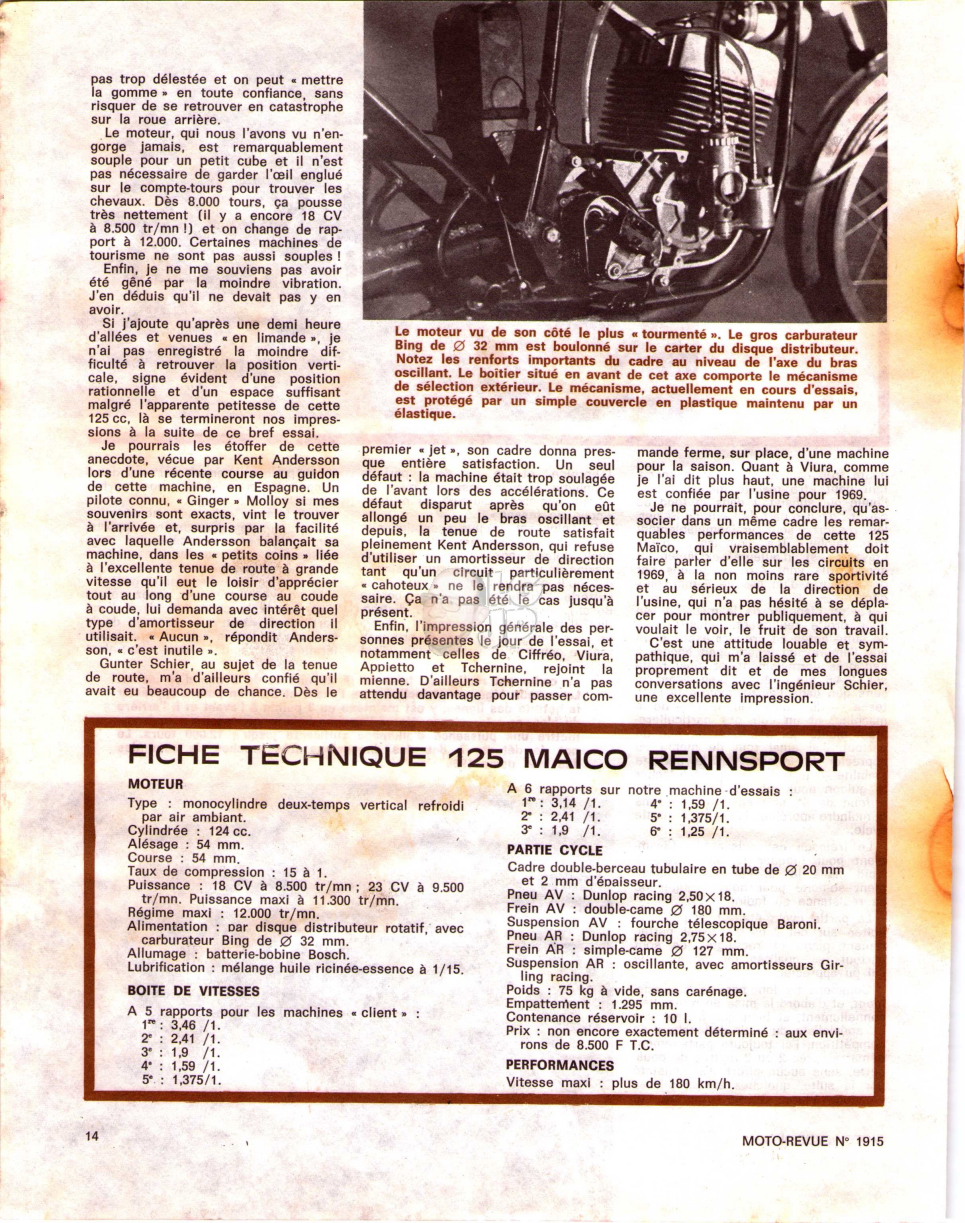 pas trop délestée et on peut « mettre
la gomme » en toute confiance, sans
risquer de se retrouver en catastrophe
sur la roue arrière.
Le moteur, qui nous l'avons vu n'en-
gorge jamais, est remarquablement
souple pour un petit cube et il n'est
pas nécessaire de garder l'œil englué
sur le compte-tours pour trouver les
chevaux. Dès 8.000 tours, ça pousse
très nettement (il y a encore 18 CV
à 8.500 tr/mn !) et on change de rap-
port à 12.000. Certaines machines de
tourisme ne sont pas aussi souples !
Enfin, je ne me souviens pas avoir
été gêné par la moindre vibration.
J'en déduis qu'il ne devait pas y en
avoir.
Si j'ajoute qu'après une demi heure
d'allées et venues « en limande », je
n'ai pas enregistré la moindre dif-
ficulté à retrouver la position verti-
cale, signe évident d'une position
rationnelle et d'un espace suffisant
malgré l'apparente petitesse de cette
125 cc, là se termineront nos impres-
sions à la suite de ce bref essai.
Je pourrais les étoffer de cette
anecdote, vécue par Kent Andersson
lors d'une récente course au guidon
de cette machine, en Espagne. Un
pilote connu, « Ginger » Molloy si mes
souvenirs sont exacts, vint le trouver
à l'arrivée et, surpris par la facilité
avec laquelle Andersson balançait sa
machine, dans les « petits coins » liée
à l'excellente tenue de route à grande
vitesse qu'il eut le loisir d'apprécier
tout au long d'une course au coude
à coude, lui demanda avec intérêt quel
type d'amortisseur de direction il
utilisait. « Aucun », répondit Anders-
son, « c'est inutile ».
Gunter Schier, au sujet de la tenue
de route, m'a d'ailleurs confié qu'il
avait eu beaucoup de chance. Dès le
Le moteur vu de son côté le plus « tourmenté ». Le gros carburateur
Bing de Ø 32 mm est boulonné sur le carter du disque distributeur.
Notez les renforts importants du cadre au niveau de l'axe du bras
oscillant. Le boîtier situé en avant de cet axe comporte le mécanisme
de sélection extérieur. Le mécanisme, actuellement en cours d'essais,
est protégé par un simple couvercle en plastique maintenu par un
élastique.
premier « jet », son cadre donna pres-
que entière satisfaction. Un seul
défaut : la machine était trop soulagée
de l'avant lors des accélérations. Ce
défaut disparut après qu'on eût
allongé un peu le bras oscillant et
depuis, la tenue de route satisfait
pleinement Kent Andersson, qui refuse
d'utiliser un amortisseur de direction
tant qu'un circuit particulièrement
« cahoteux » ne le rendra pas néces-
saire. Ça n'a pas été le cas jusqu'à
présent.
Enfin, l'impression générale des per-
sonnes présentes le jour de l'essai, et
notamment celles de Ciffréo, Viura,
Appietto et Tchernine, rejoint la
mienne. D'ailleurs Tchernine n'a pas
attendu davantage pour passer com-
mande ferme, sur place, d'une machine
pour la saison. Quant à Viura, comme
je l'ai dit plus haut, une machine lui
est confiée par l'usine pour 1969.
Je ne pourrait, pour conclure, qu'as-
socier dans un même cadre les remar-
quables performances de cette 125
Maïco, qui vraisemblablement doit
faire parler d'elle sur les circuits en
1969, à la non moins rare sportivité
et au sérieux de la direction de
l'usine, qui n'a pas hésité à se dépla-
cer pour montrer publiquement, à qui
voulait le voir, le fruit de son travail.
C'est une attitude louable et sym-
pathique, qui m'a laissé et de l'essai
proprement dit et de mes longues
conversations avec l'ingénieur Schier,
une excellente impression.
FICHE TECHNIQUE 125 MAICO RENNSPORT
MOTEUR
Type : monocylindre deux-temps vertical refroidi
par air ambiant.
Cylindrée : 124 cc.
Alésage : 54 mm.
Course : 54 mm.
Taux de compression : 15 à 1.
Puissance : 18 CV à 8.500 tr/mn ; 23 CV à 9.500
tr/mn. Puissance maxi à 11.300 tr/mn.
Régime maxi : 12.000 tr/mn.
Alimentation : par disque distributeur rotatif, avec
carburateur Bing de Ø 32 mm.
Allumage : batterie-bobine Bosch.
Lubrification : mélange huile ricinée-essence à 1/15.
BOITE DE VITESSES
A 5 rapports pour les machines « client » :
1re : 3,46 /1.
2e : 2,41 /1.
3e : 1,9 /1.
4e : 1,59 /1.
5e : 1,375/1.
A 6 rapports sur notre machine d'essais :
1re : 3,14 /1. 4e : 1,59 /1.
2e : 2,41 /1. 5e : 1,375/1.
3e : 1,9 /1. 6e : 1,25 /1.
PARTIE CYCLE
Cadre double-berceau tubulaire en tube de Ø 20 mm
et 2 mm d'épaisseur.
Pneu AV : Dunlop racing 2,50×18.
Frein AV : double-came Ø 180 mm.
Suspension AV : fourche télescopique Baroni.
Pneu AR : Dunlop racing 2,75×18.
Frein AR : simple-came Ø 127 mm.
Suspension AR : oscillante, avec amortisseurs Gir-
ling racing.
Poids : 75 kg à vide, sans carénage.
Empattement : 1.295 mm.
Contenance réservoir : 10 l.
Prix : non encore exactement déterminé : aux envi-
rons de 8.500 F T.C.
PERFORMANCES
Vitesse maxi : plus de 180 km/h.
14
MOTO-REVUE N° 1915